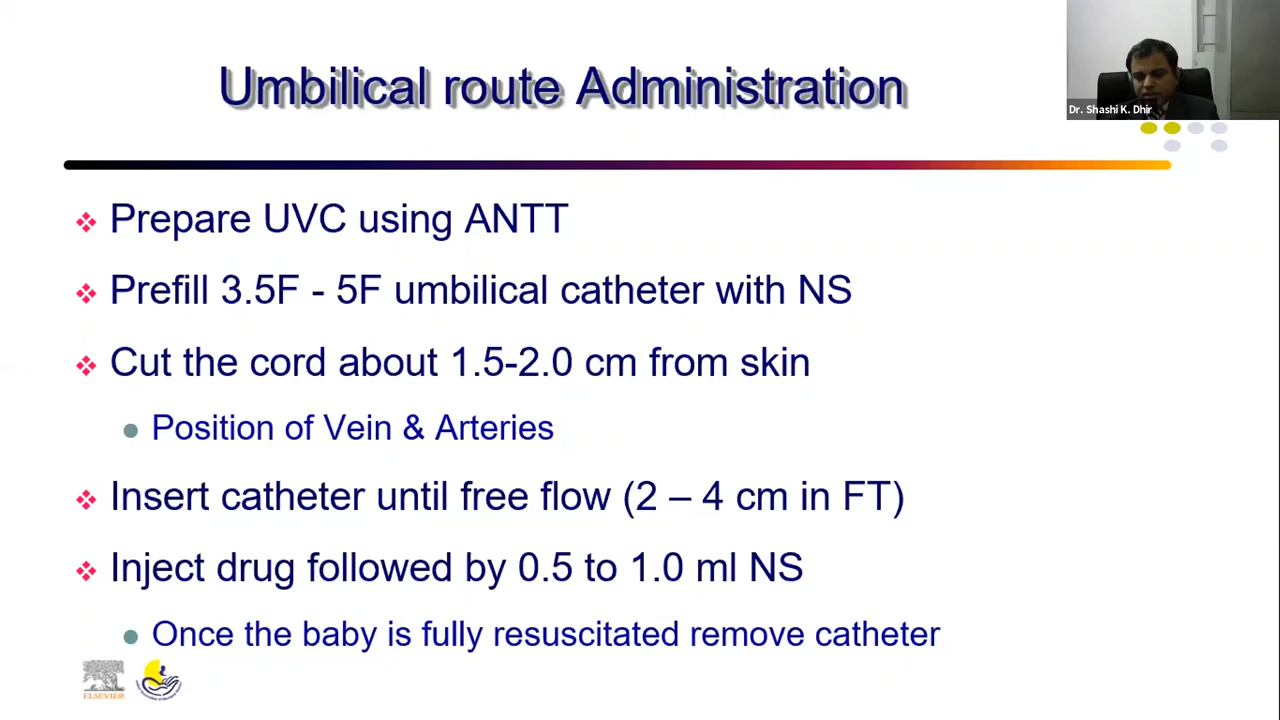 Umbilical route Administration
Dr. Shashi K. Dhir
Prepare UVC using ANTT
Prefill 3.5F - 5F umbilical catheter with NS
Cut the cord about 1.5-2.0 cm from skin
Position of Vein & Arteries
Insert catheter until free flow (2 – 4 cm in FT)
Inject drug followed by 0.5 to 1.0 ml NS
Once the baby is fully resuscitated remove catheter
ELSEVIER